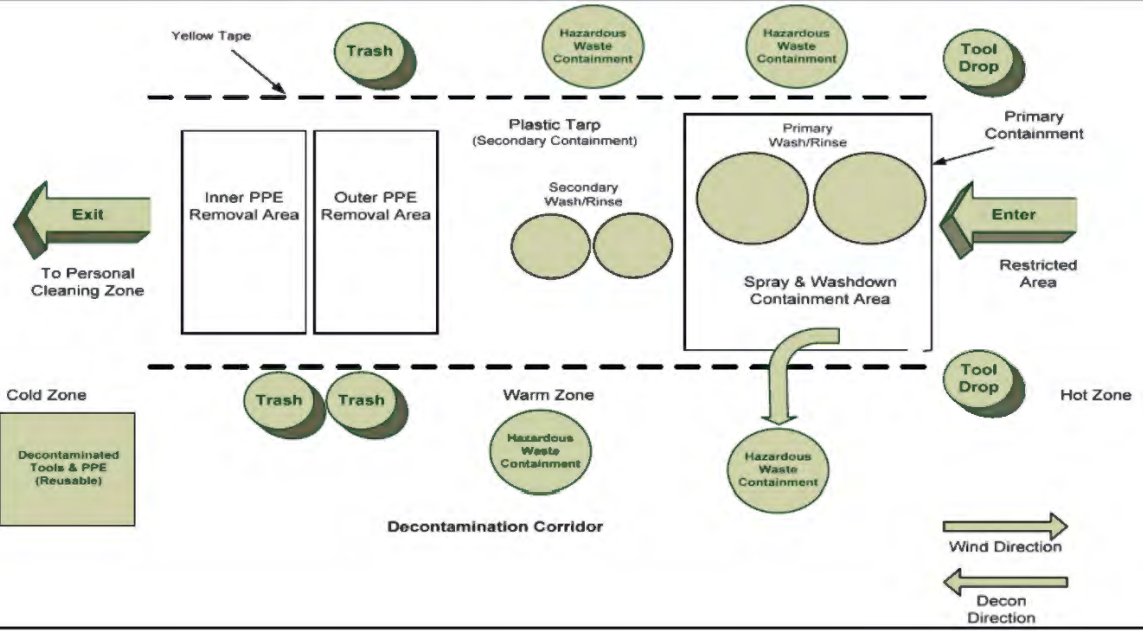 Yellow Tape
Trash
Hazardous
Waste
Containment
Hazardous
Waste
Containment
Tool
Drop
Plastic Tarp
(Secondary Containment)
Primary
Wash/Rinse
Primary
Containment
Inner PPE
Removal Area
Outer PPE
Removal Area
Secondary
Wash/Rinse
Exit
Enter
To Personal
Cleaning Zone
Spray & Washdown
Containment Area
Restricted
Area
Cold Zone
Trash
Trash
Warm Zone
Tool
Drop
Hot Zone
Decontaminated
Tools & PPE
(Reusable)
Hazardous
Waste
Containment
Hazardous
Waste
Containment
Decontamination Corridor
Wind Direction
Decon
Direction